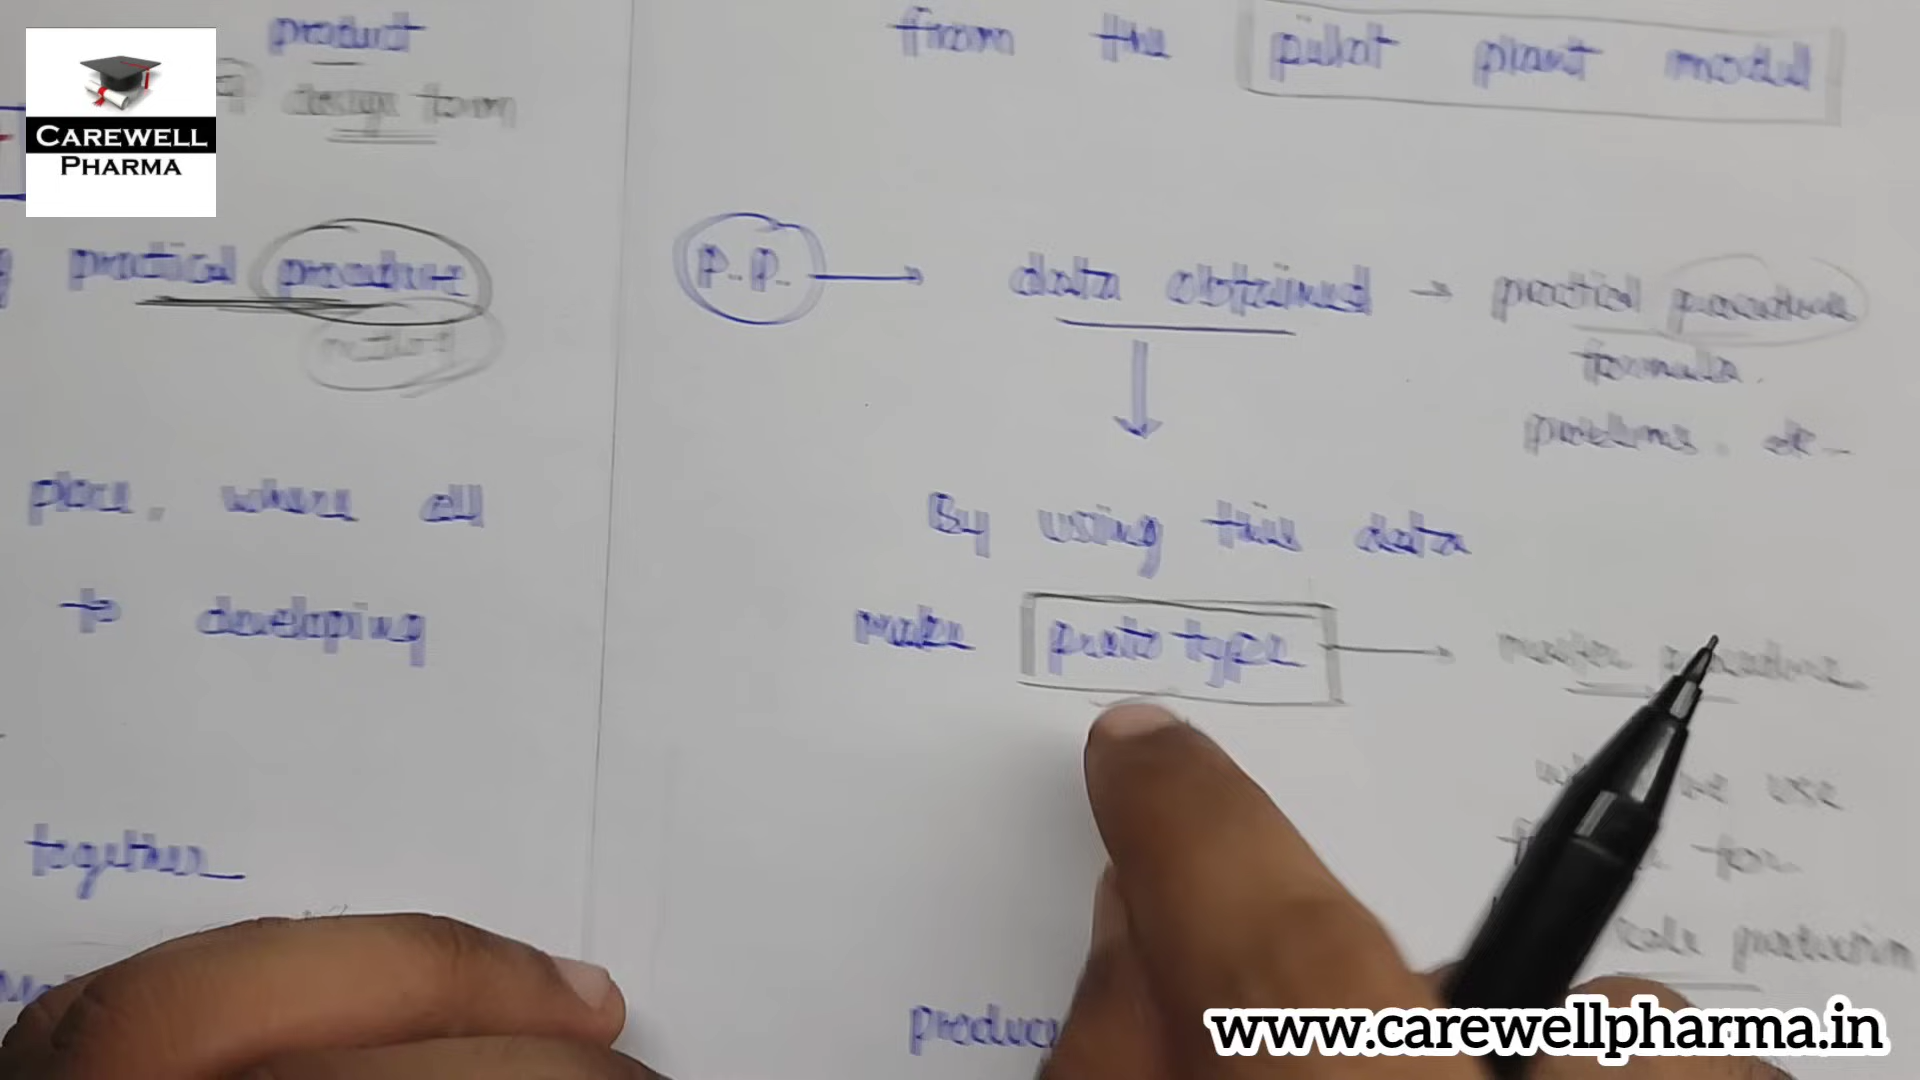 CAREWELL
PHARMA
product
design form
practical procedure
place, where all
to developing
together
from the pilot plant model
P.P. → data obtained → practical procedure
formula.
problems. etc
By using this data
make proto type → master procedure
we use
for
scale production
www.carewellpharma.in